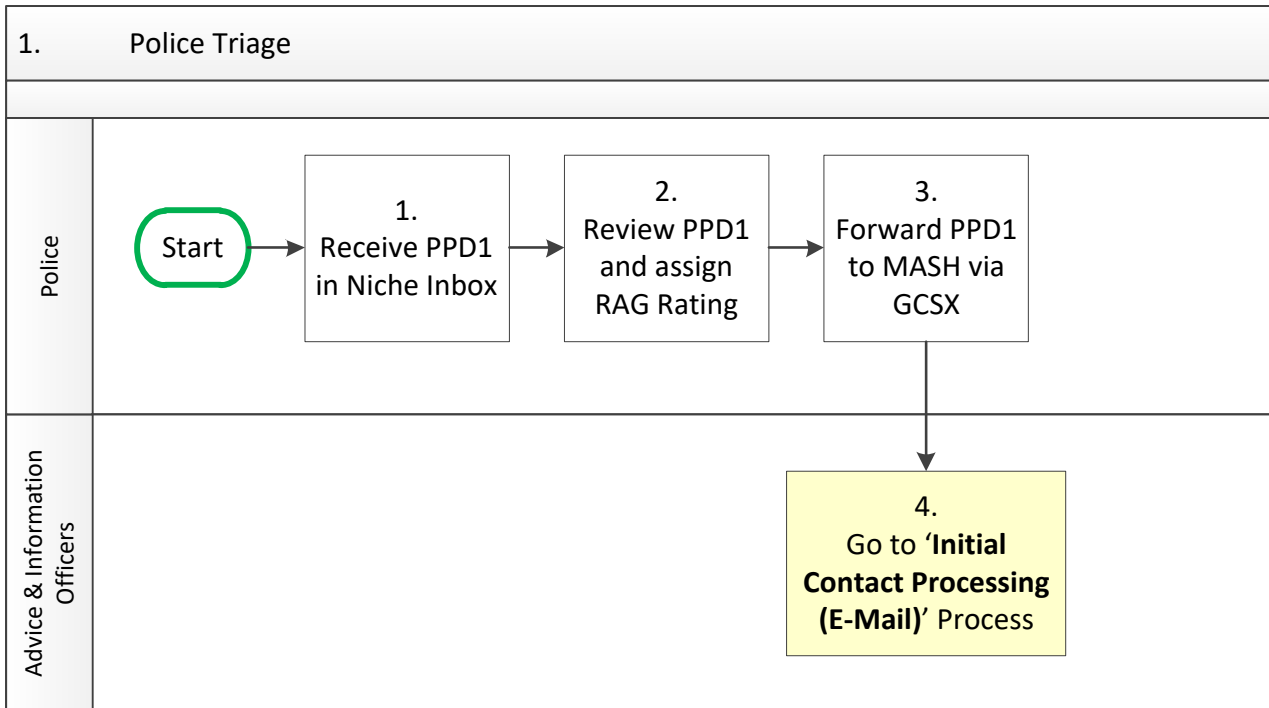 1. Police Triage
Police
Start
1.
Receive PPD1
in Niche Inbox
2.
Review PPD1
and assign
RAG Rating
3.
Forward PPD1
to MASH via
GCSX
Advice & Information
Officers
4.
Go to ‘Initial
Contact Processing
(E-Mail)’ Process